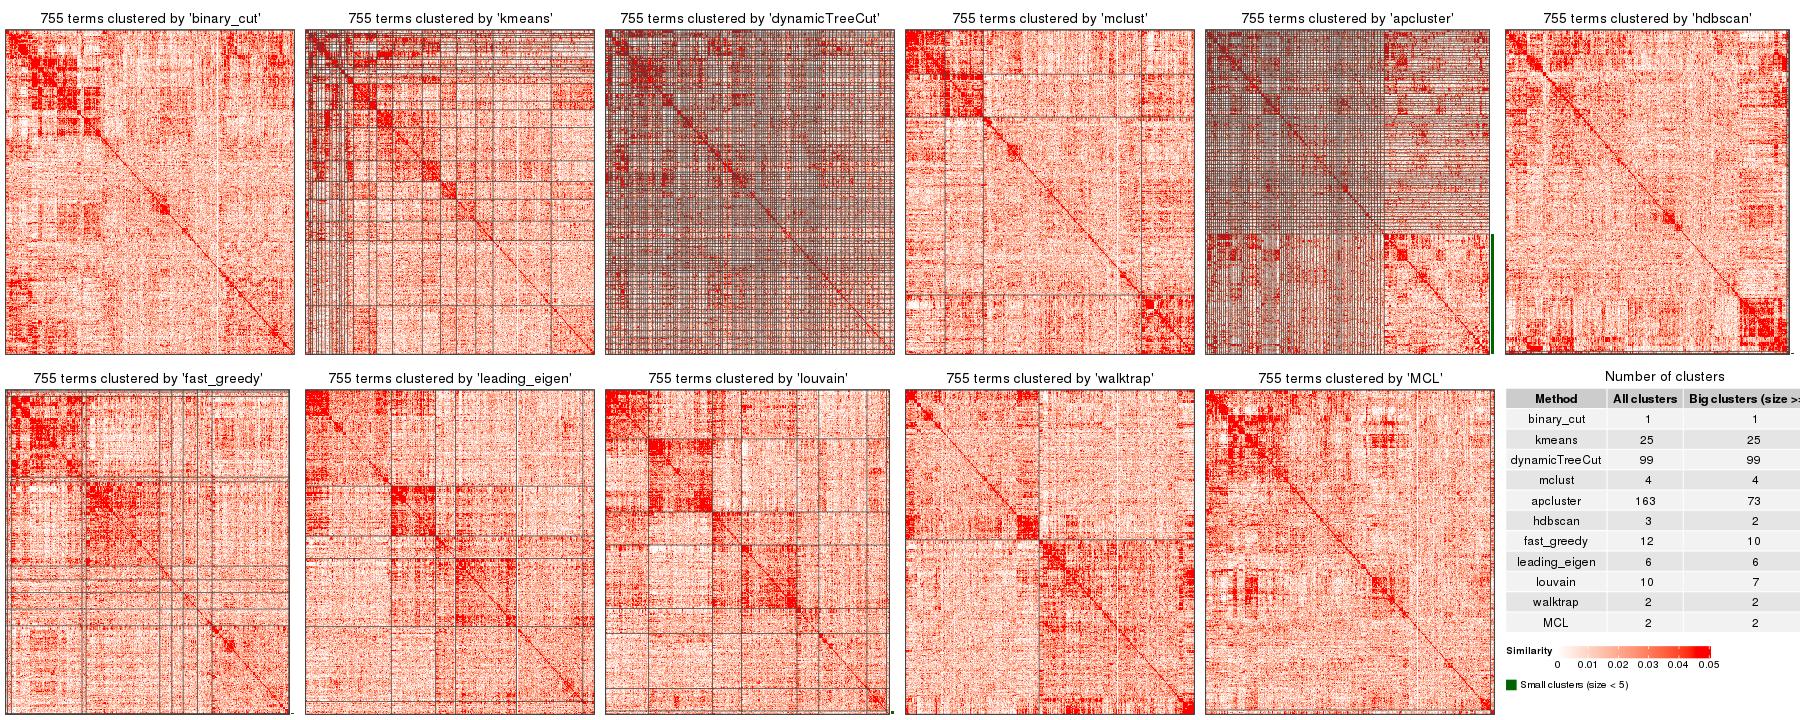 755 terms clustered by 'binary_cut'
755 terms clustered by 'kmeans'
755 terms clustered by 'dynamicTreeCut'
755 terms clustered by 'mclust'
755 terms clustered by 'apcluster'
755 terms clustered by 'hdbscan'
755 terms clustered by 'fast_greedy'
755 terms clustered by 'leading_eigen'
755 terms clustered by 'louvain'
755 terms clustered by 'walktrap'
755 terms clustered by 'MCL'
Number of clusters
Method All clusters Big clusters (size >=
binary_cut 1 1
kmeans 25 25
dynamicTreeCut 99 99
mclust 4 4
apcluster 163 73
hdbscan 3 2
fast_greedy 12 10
leading_eigen 6 6
louvain 10 7
walktrap 2 2
MCL 2 2
Similarity
0 0.01 0.02 0.03 0.04 0.05
Small clusters (size < 5)